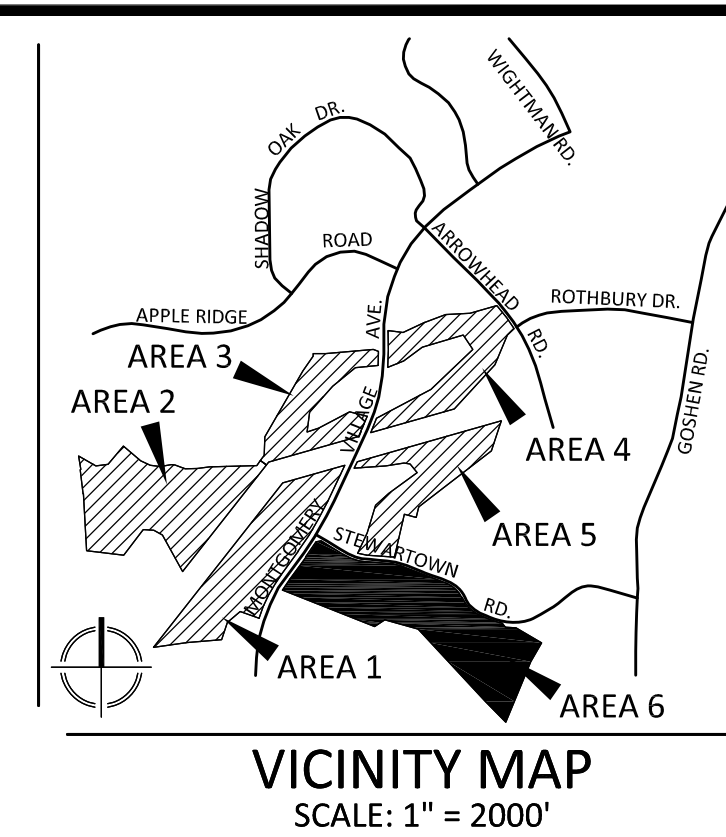 WIGHTMAN RD.
SHADOW OAK DR.
ARROWHEAD RD.
APPLE RIDGE ROAD
ROTHBURY DR.
GOSHEN RD.
MONTGOMERY VILLAGE AVE.
AREA 3
AREA 2
AREA 4
AREA 5
STEWARTOWN RD.
AREA 1
AREA 6
VICINITY MAP
SCALE: 1" = 2000'